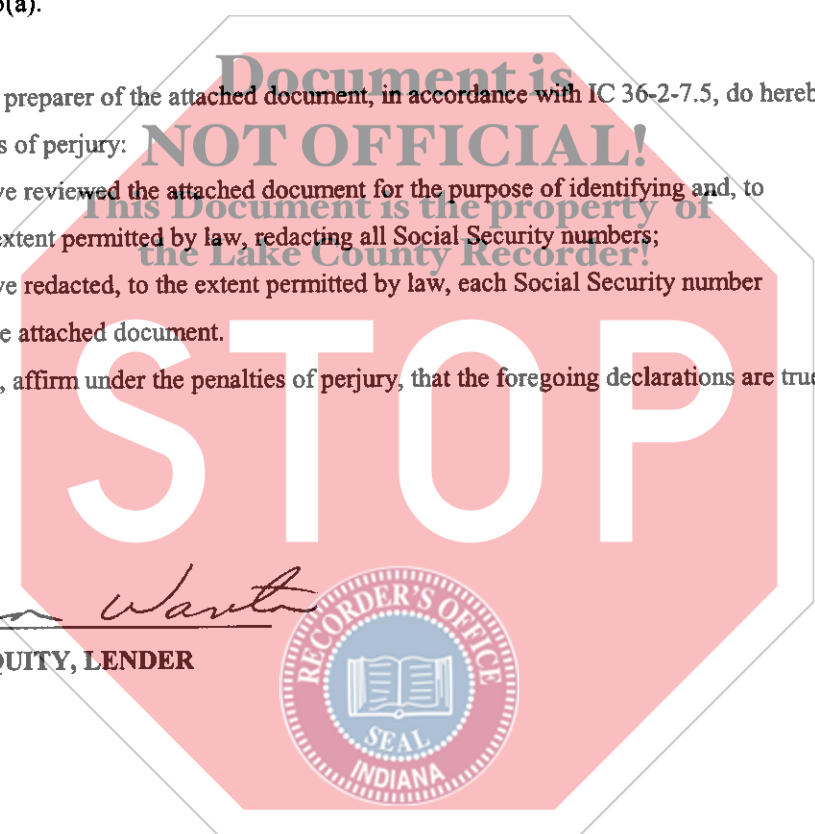 (a).
Document is
preparer of the attached document, in accordance with IC 36-2-7.5, do hereb
s of perjury:
NOT OFFICIAL!
ve reviewed the attached document for the purpose of identifying and, to
This Document is the property of
extent permitted by law, redacting all Social Security numbers;
the Lake County Recorder!
ve redacted, to the extent permitted by law, each Social Security number
e attached document.
, affirm under the penalties of perjury, that the foregoing declarations are true
STOP
QUITY, LENDER
RECORDER'S OFFICE
SEAL
INDIANA